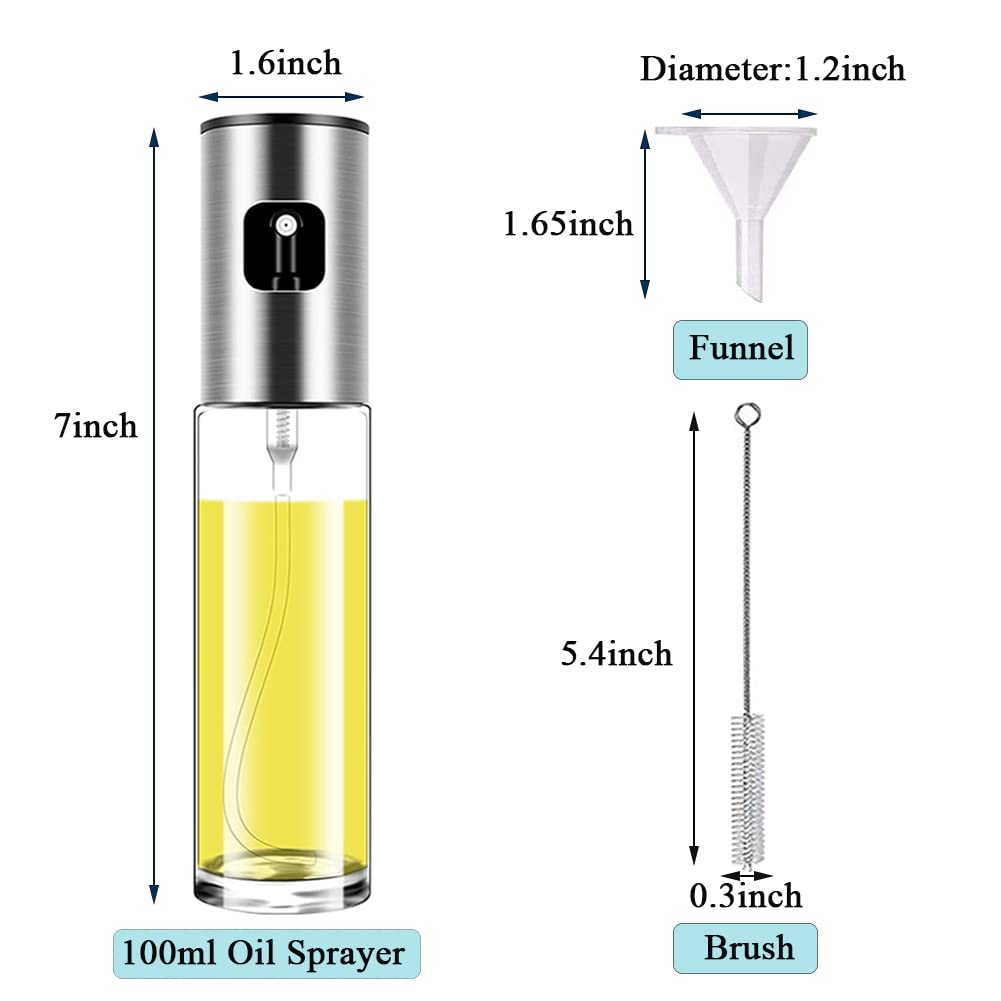 1.6inch
7inch
100ml Oil Sprayer
Diameter:1.2inch
1.65inch
Funnel
5.4inch
0.3inch
Brush